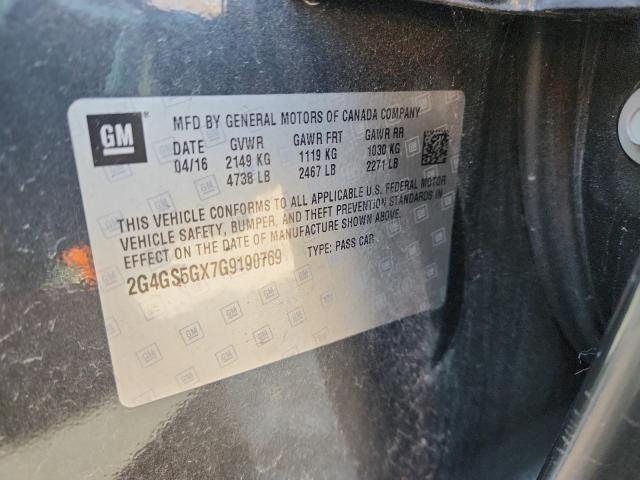 GM
MFD BY GENERAL MOTORS OF CANADA COMPANY
DATE GVWR GAWR FRT GAWR RR
04/16 2149 KG 1119 KG 1030 KG
4738 LB 2467 LB 2271 LB
THIS VEHICLE CONFORMS TO ALL APPLICABLE U.S. FEDERAL MOTOR
VEHICLE SAFETY, BUMPER, AND THEFT PREVENTION STANDARDS IN
EFFECT ON THE DATE OF MANUFACTURE SHOWN ABOVE.
2G4GS5GX7G9190769 TYPE: PASS CAR